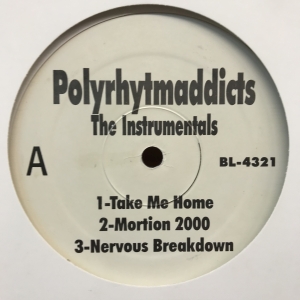 Polyrhytmaddicts
The Instrumentals
A
BL-4321
1-Take Me Home
2-Mortion 2000
3-Nervous Breakdown